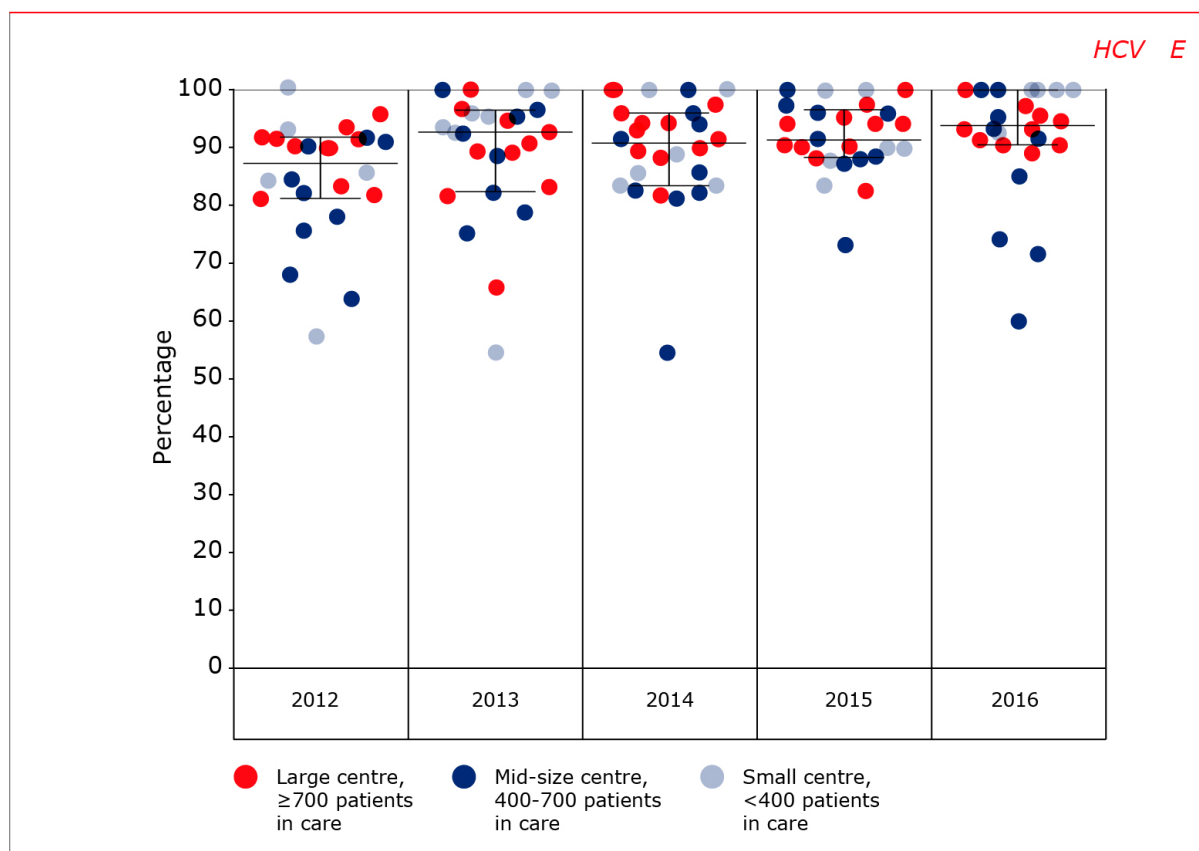 HCV E
100
90
80
70
60
50
40
30
20
10
0
Percentage
2012 2013 2014 2015 2016
Large centre,
≥700 patients
in care
Mid-size centre,
400-700 patients
in care
Small centre,
<400 patients
in care